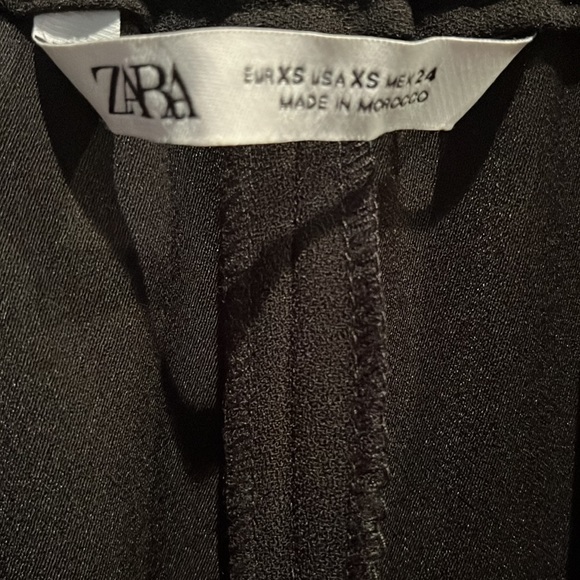 ZARA
EUR XS USA XS MEX 24
MADE IN MOROCCO